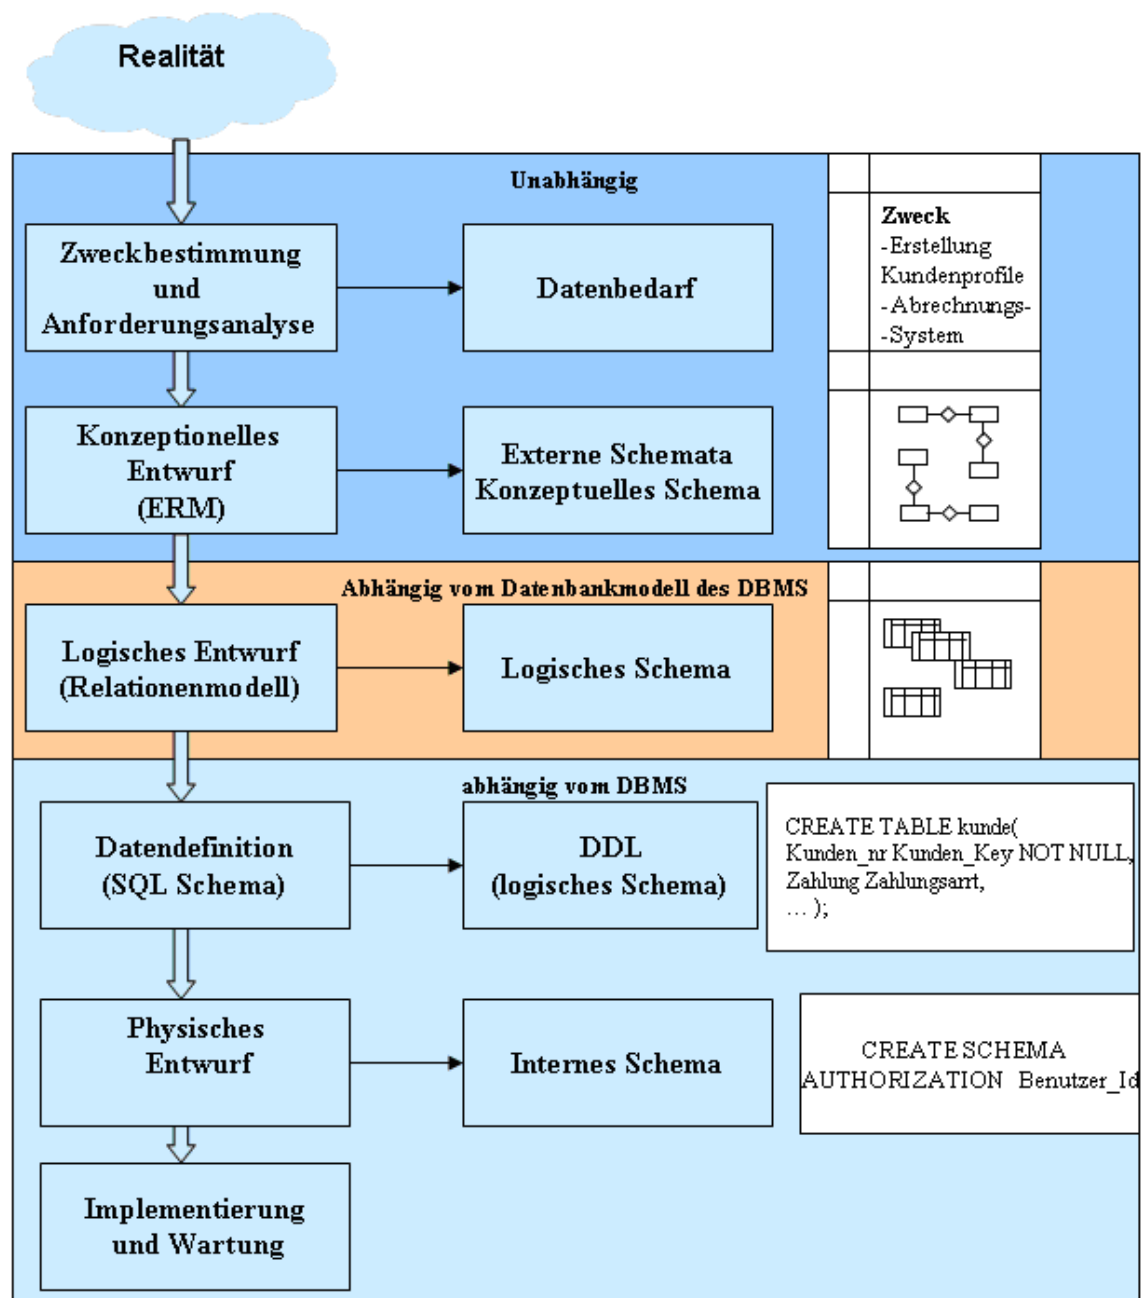 Realität
Unabhängig
Zweckbestimmung
und
Anforderungsanalyse
Datenbedarf
Zweck
-Erstellung
Kundenprofile
-Abrechnungs-
-System
Konzeptionelles
Entwurf
(ERM)
Externe Schemata
Konzeptuelles Schema
Abhängig vom Datenbankmodell des DBMS
Logisches Entwurf
(Relationenmodell)
Logisches Schema
abhängig vom DBMS
Datendefinition
(SQL Schema)
DDL
(logisches Schema)
CREATE TABLE kunde(
Kunden_nr Kunden_Key NOT NULL,
Zahlung Zahlungsarrt,
... );
Physisches
Entwurf
Internes Schema
CREATE SCHEMA
AUTHORIZATION Benutzer_Id
Implementierung
und Wartung